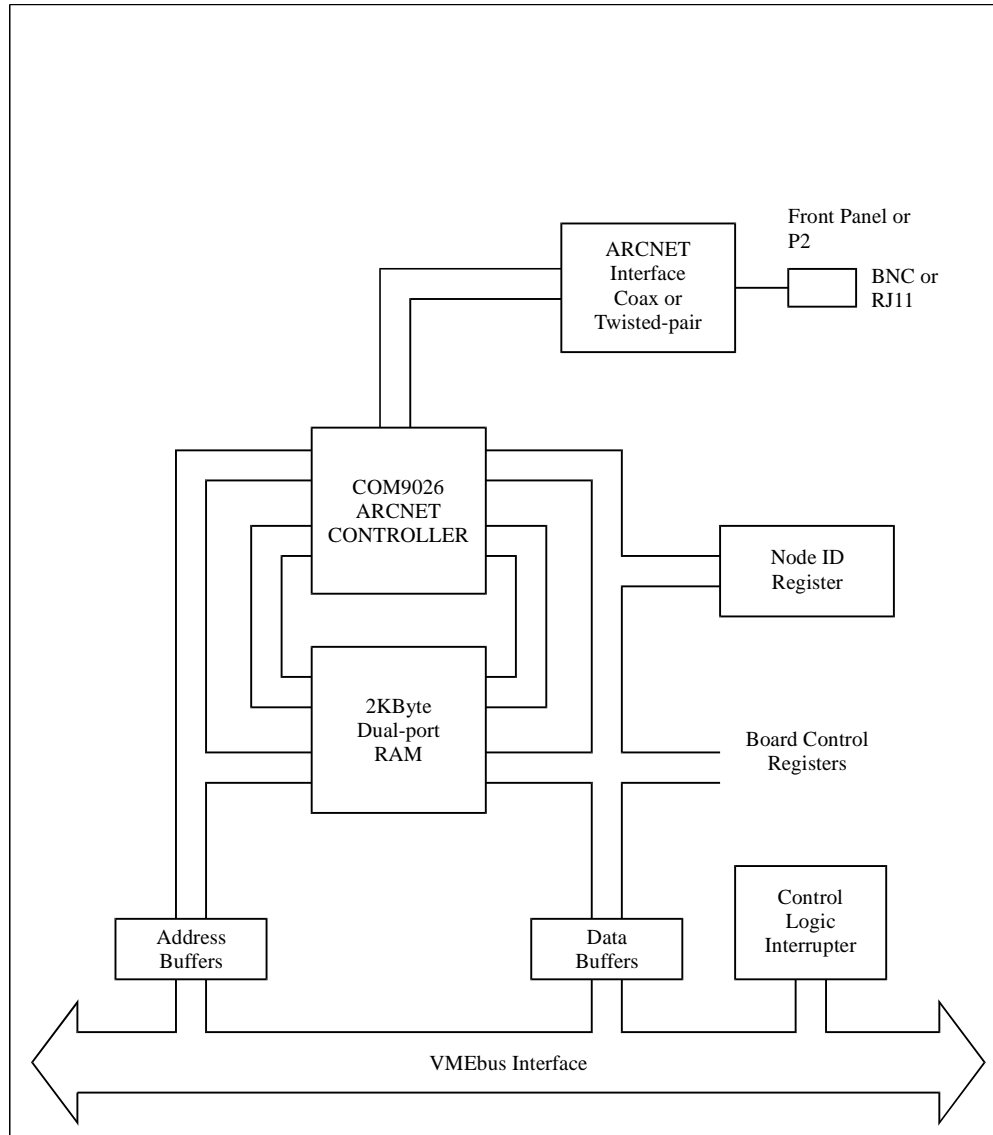 Front Panel or
P2
ARCNET
Interface
Coax or
Twisted-pair
BNC or
RJ11
COM9026
ARCNET
CONTROLLER
Node ID
Register
2KByte
Dual-port
RAM
Board Control
Registers
Control
Logic
Interrupter
Address
Buffers
Data
Buffers
VMEbus Interface